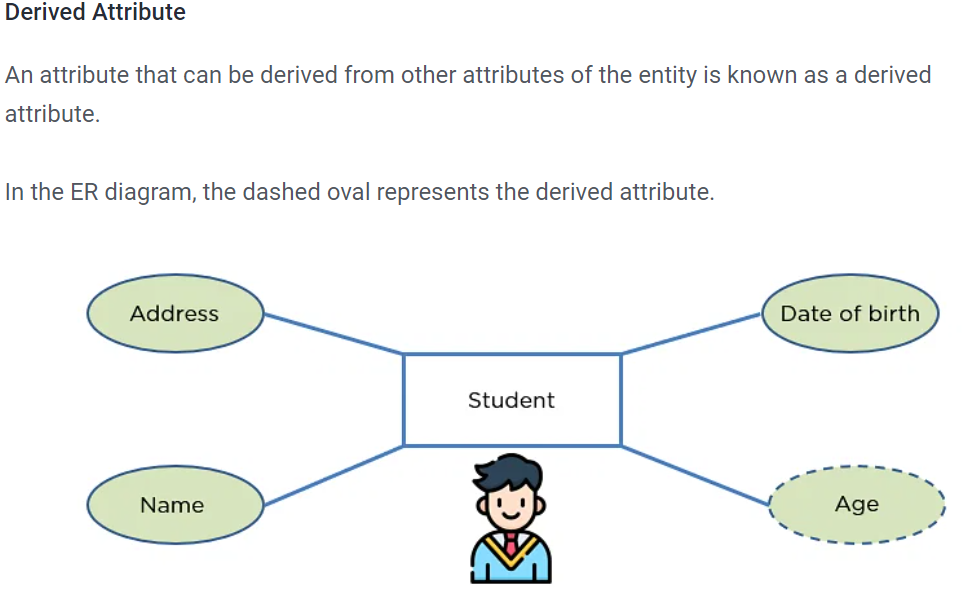 Derived Attribute
An attribute that can be derived from other attributes of the entity is known as a derived
attribute.
In the ER diagram, the dashed oval represents the derived attribute.
Address
Date of birth
Student
Name
Age